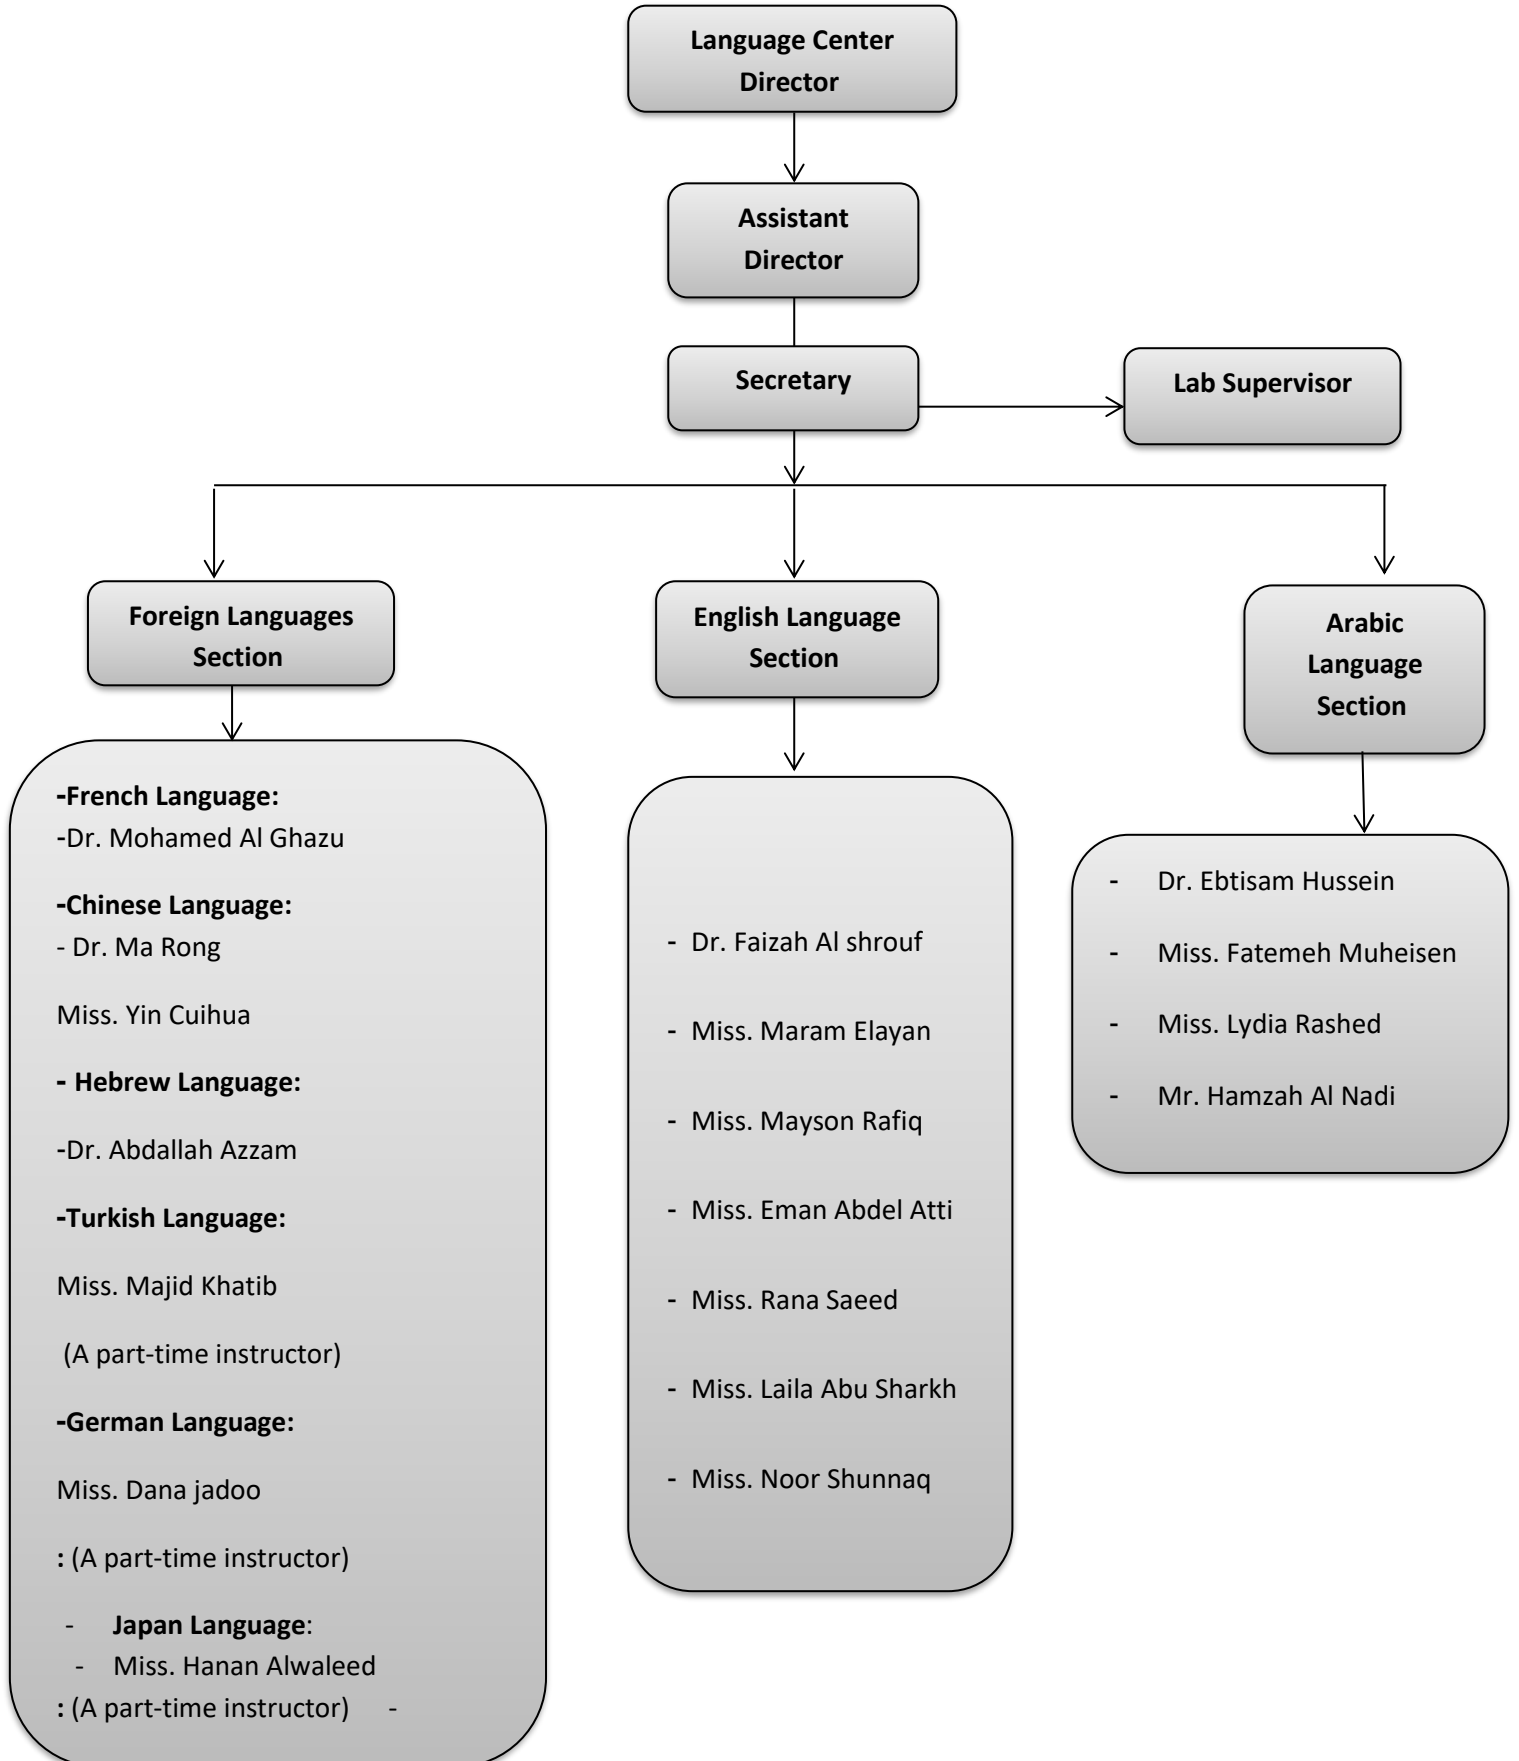 Language Center
Director
Assistant
Director
Secretary
Lab Supervisor
Foreign Languages
Section
English Language
Section
Arabic
Language
Section
-French Language:
-Dr. Mohamed Al Ghazu
-Chinese Language:
- Dr. Ma Rong
Miss. Yin Cuihua
- Hebrew Language:
-Dr. Abdallah Azzam
-Turkish Language:
Miss. Majid Khatib
(A part-time instructor)
-German Language:
Miss. Dana jadoo
: (A part-time instructor)
- Japan Language:
- Miss. Hanan Alwaleed
: (A part-time instructor) -
- Dr. Faizah Al shrouf
- Miss. Maram Elayan
- Miss. Mayson Rafiq
- Miss. Eman Abdel Atti
- Miss. Rana Saeed
- Miss. Laila Abu Sharkh
- Miss. Noor Shunnaq
- Dr. Ebtisam Hussein
- Miss. Fatemeh Muheisen
- Miss. Lydia Rashed
- Mr. Hamzah Al Nadi